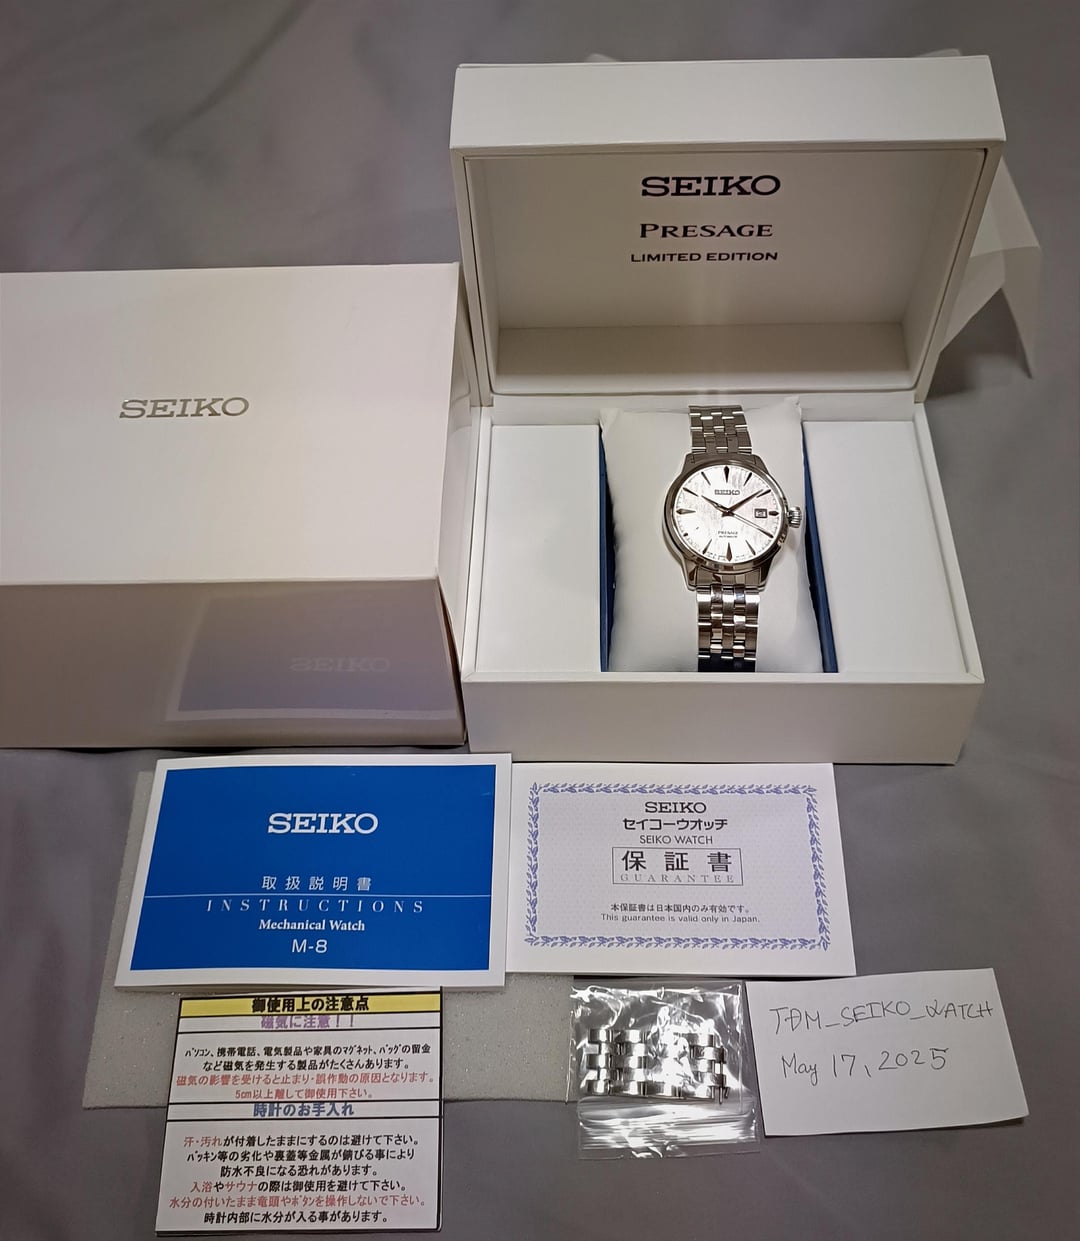 SEIKO
PRESAGE
LIMITED EDITION
SEIKO
SEIKO
PRESAGE
AUTOMATIC
SEIKO
SEIKO
取扱説明書
INSTRUCTIONS
Mechanical Watch
M-8
SEIKO
セイコーウオッチ
SEIKO WATCH
保証書
GUARANTEE
本保証書は日本国内のみ有効です。
This guarantee is valid only in Japan.
御使用上の注意点
磁気に注意！！
パソコン、携帯電話、電気製品や家具のマグネット、バッグの留金
など磁気を発生する製品がたくさんあります。
磁気の影響を受けると止まり・誤作動の原因となります。
5cm以上離して御使用下さい。
時計のお手入れ
汗・汚れが付着したままにするのは避けて下さい。
パッキン等の劣化や裏蓋等金属が錆びる事により
防水不良になる恐れがあります。
入浴やサウナの際は御使用を避けて下さい。
水分の付いたまま竜頭やボタンを操作しないで下さい。
時計内部に水分が入る事があります。
JDM_SEIKO_WATCH
May 17, 2025